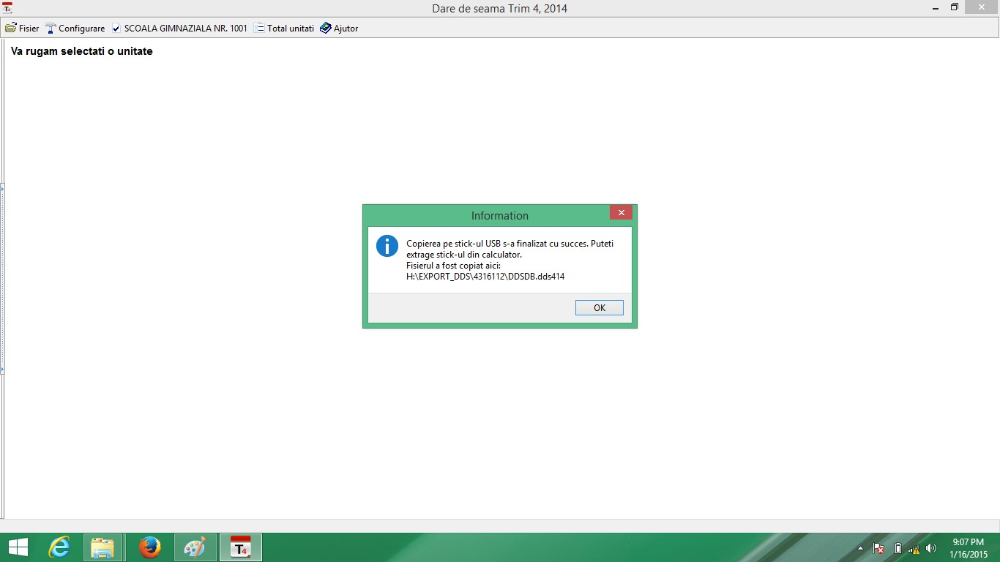 Dare de seama Trim 4, 2014
Fisier Configurare SCOALA GIMNAZIALA NR. 1001 Total unitati Ajutor
Va rugam selectati o unitate
Information
Copierea pe stick-ul USB s-a finalizat cu succes. Puteti
extrage stick-ul din calculator.
Fisierul a fost copiat aici:
H:\EXPORT_DDS\4316112\DDSDB.dds414
OK
T4
9:07 PM
1/16/2015